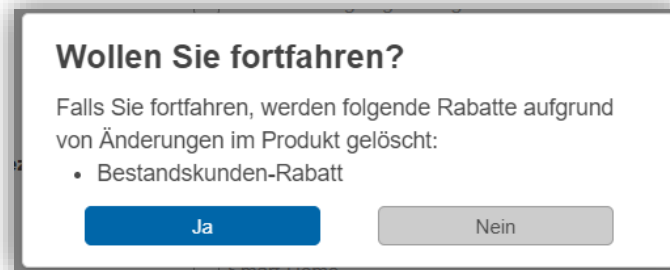 Wollen Sie fortfahren?
Falls Sie fortfahren, werden folgende Rabatte aufgrund
von Änderungen im Produkt gelöscht:
• Bestandskunden-Rabatt
Ja Nein